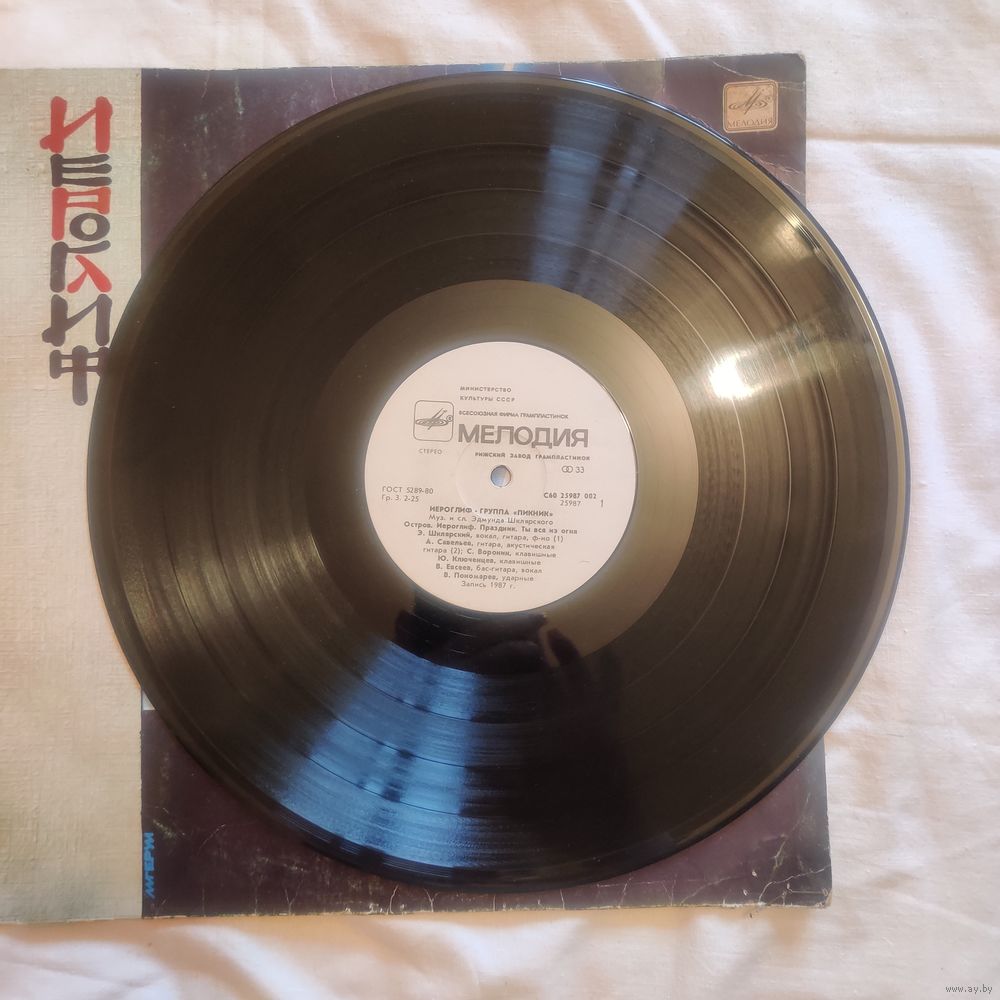 ИЕРОГЛИФ
МЕЛОДИЯ
МИНИСТЕРСТВО
КУЛЬТУРЫ СССР
ВСЕСОЮЗНАЯ ФИРМА ГРАМПЛАСТИНОК
МЕЛОДИЯ
СТЕРЕО
РИЖСКИЙ ЗАВОД ГРАМПЛАСТИНОК
33
ГОСТ 5289-80
Гр. 3. 2-25
С60 25987 002
25987
1
ИЕРОГЛИФ - ГРУППА «ПИКНИК»
Муз. и сл. Эдмунда Шклярского
Остров. Иероглиф. Праздник. Ты вся из огня
Э. Шклярский, вокал, гитара, ф-но (1)
А. Савельев, гитара, акустическая
гитара (2); С. Воронин, клавишные
Ю. Ключенцев, клавишные
В. Евсеев, бас-гитара, вокал
В. Пономарев, ударные
Запись 1987 г.
www.ay.by